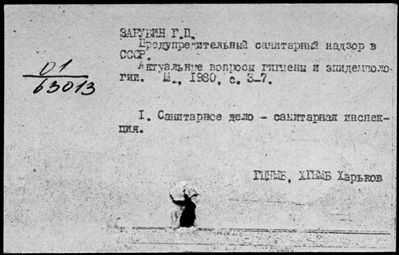 ЗАРУБИН Г.П.
Предупредительный санитарный надзор в
СССР.
Актуальные вопросы гигиены и эпидемиоло-
гии. М., 1980, с. 3-7.
01
63013
I. Санитарное дело - санитарная инспек-
ция.
ГЦНМБ, ХГНМБ Харьков